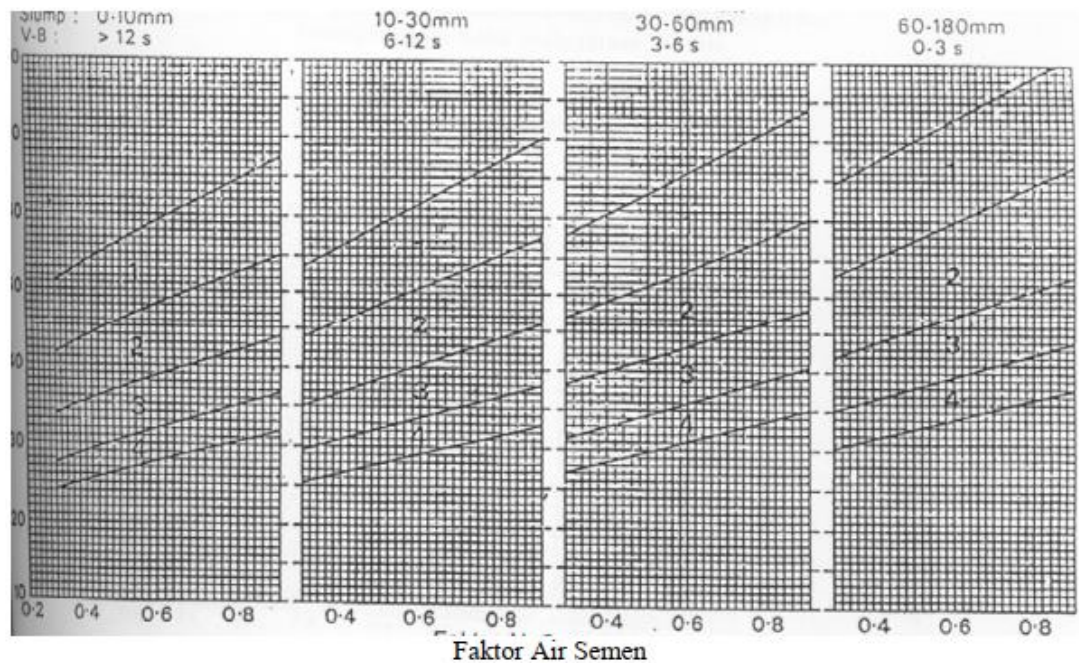 Slump : 0-10mm 10-30mm 30-60mm 60-180mm
V-B : > 12 s 6-12 s 3-6 s 0-3 s
1
2 2 2 2
3 3 3 3
4 4 4 4
30
20
10
0·2 0·4 0·6 0·8 0·4 0·6 0·8 0·4 0·6 0·8 0·4 0·6 0·8
Faktor Air Semen